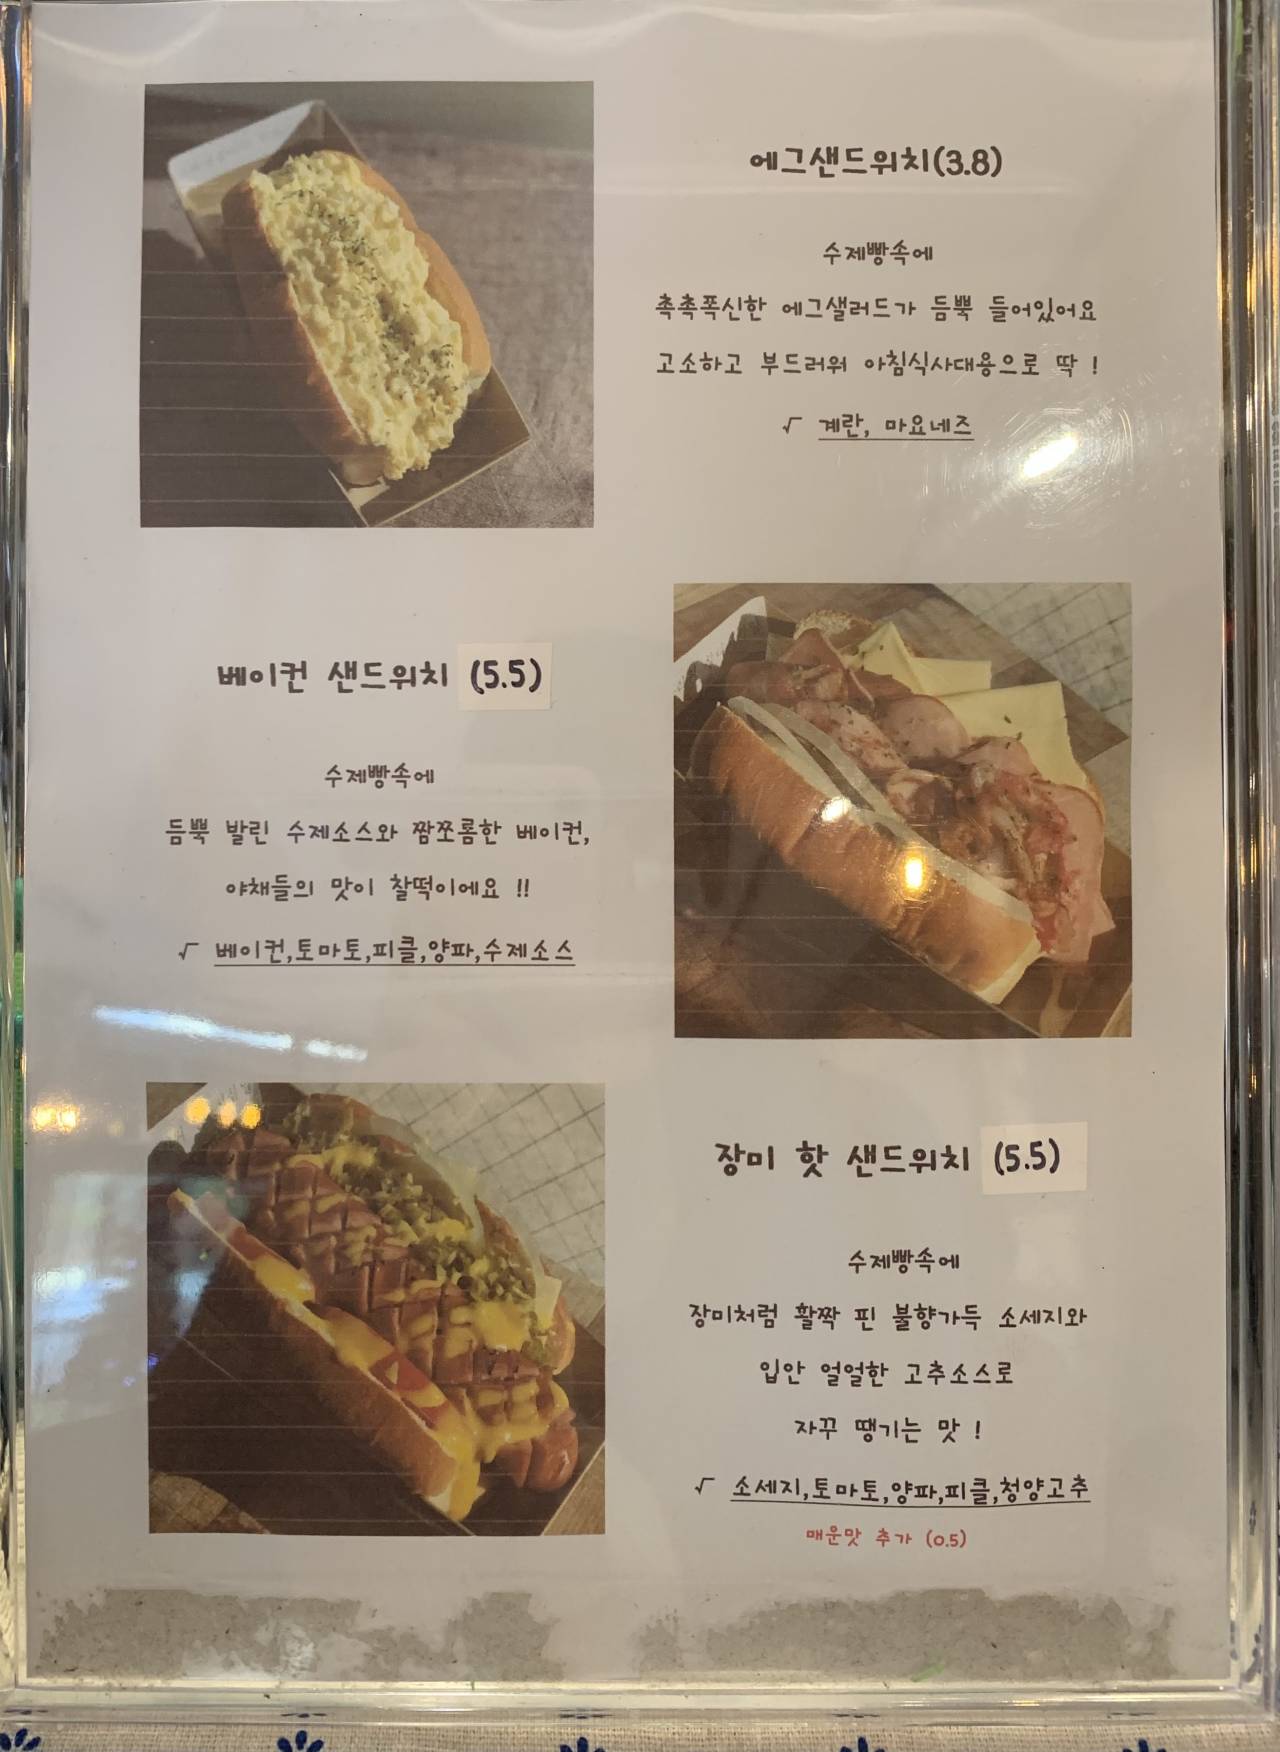 에그샌드위치(3.8)
수제빵속에
촉촉폭신한 에그샐러드가 듬뿍 들어있어요
고소하고 부드러워 아침식사대용으로 딱 !
√ 계란, 마요네즈
베이컨 샌드위치 (5.5)
수제빵속에
듬뿍 발린 수제소스와 짬쪼롬한 베이컨,
야채들의 맛이 찰떡이에요 !!
√ 베이컨,토마토,피클,양파,수제소스
장미 핫 샌드위치 (5.5)
수제빵속에
장미처럼 활짝 핀 불향가득 소세지와
입안 얼얼한 고추소스로
자꾸 땡기는 맛 !
√ 소세지,토마토,양파,피클,청양고추
매운맛 추가 (0.5)